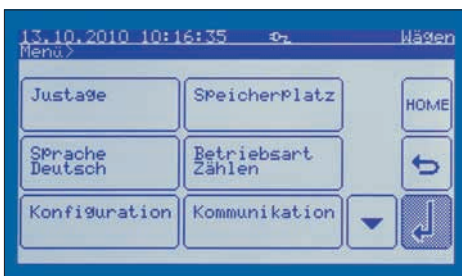 13.10.2010 10:16:35 Wägen
Menü>
Justage
Speicherplatz
HOME
Sprache
Deutsch
Betriebsart
Zählen
Konfiguration
Kommunikation